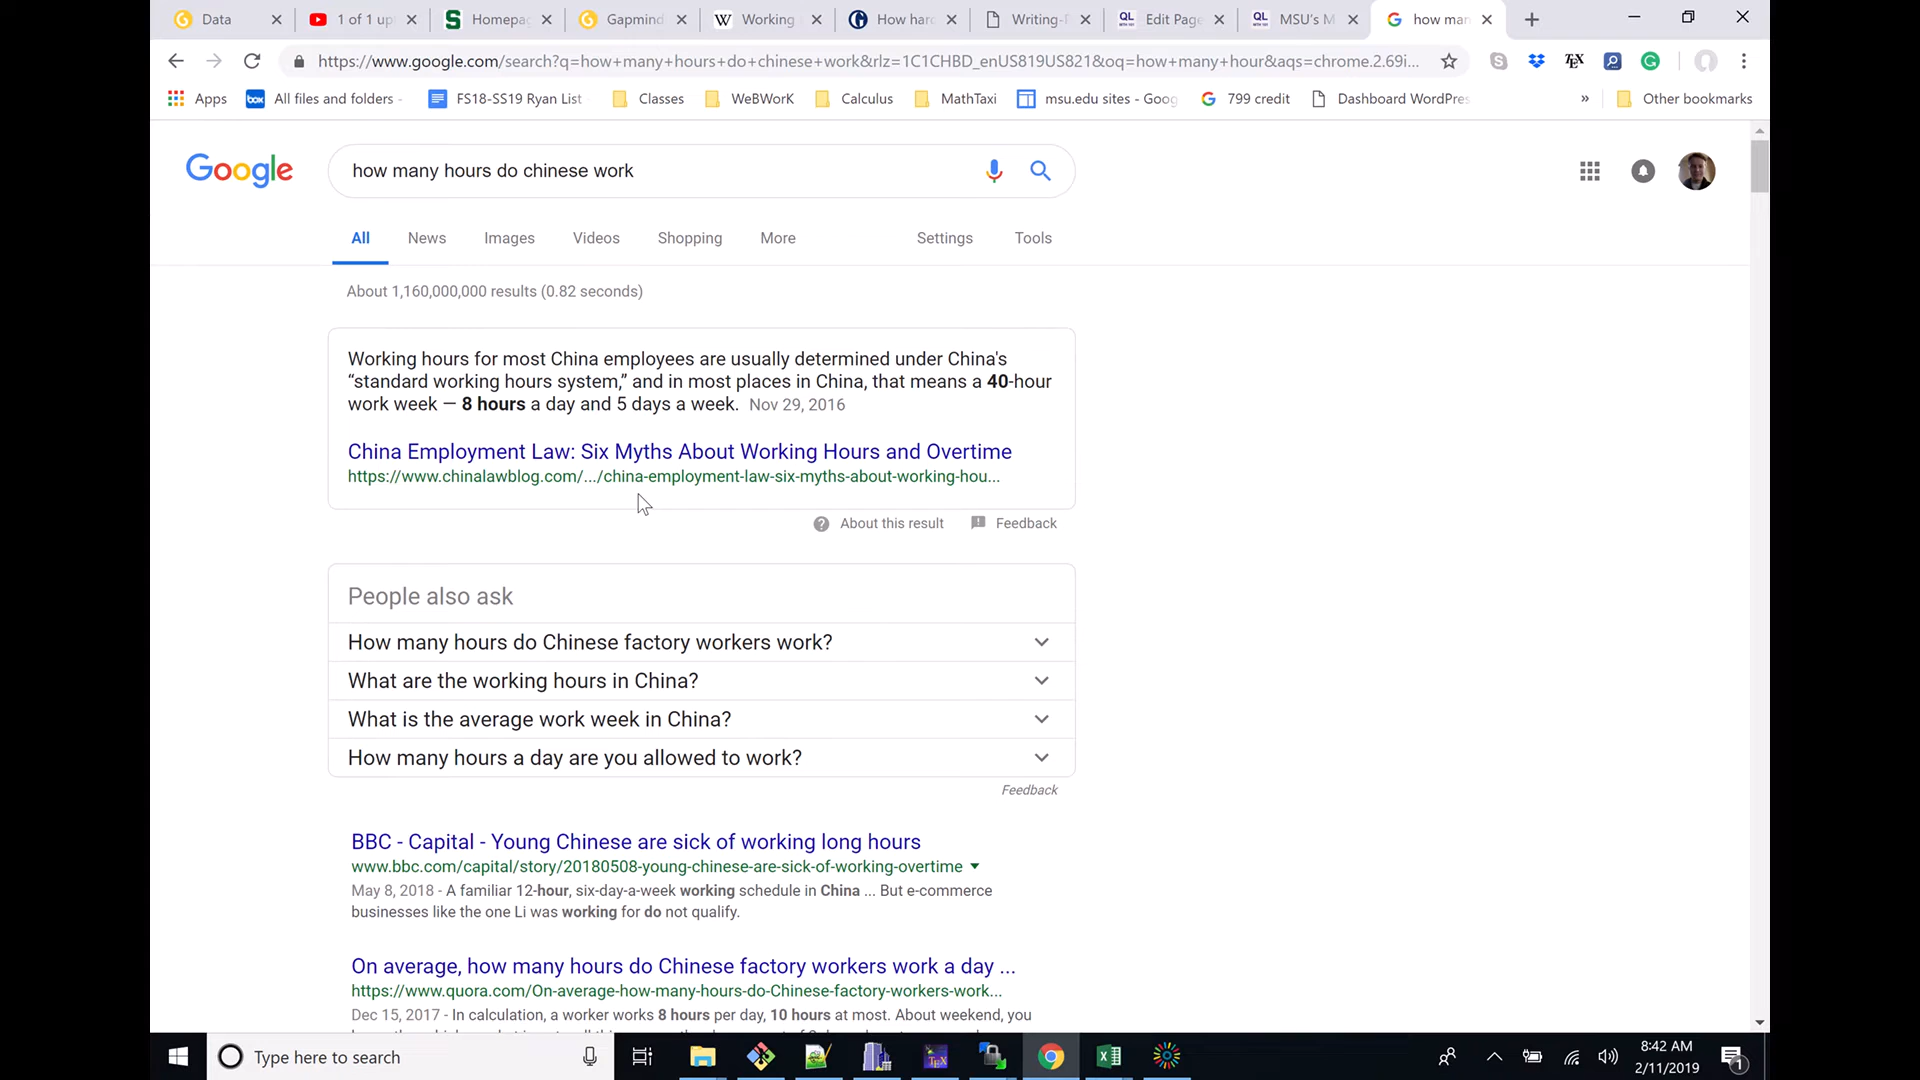 Data
1 of 1 up
Homepag
Gapmind
Working
How hard
Writing-F
Edit Page
MSU's M
how man
https://www.google.com/search?q=how+many+hours+do+chinese+work&rlz=1C1CHBD_enUS819US821&oq=how+many+hour&aqs=chrome.2.69i...
Apps
box
All files and folders -
FS18-SS19 Ryan List
Classes
WeBWorK
Calculus
MathTaxi
msu.edu sites - Goog
799 credit
Dashboard WordPres
»
Other bookmarks
Google
how many hours do chinese work
All
News
Images
Videos
Shopping
More
Settings
Tools
About 1,160,000,000 results (0.82 seconds)
Working hours for most China employees are usually determined under China's
“standard working hours system,” and in most places in China, that means a 40-hour
work week — 8 hours a day and 5 days a week. Nov 29, 2016
China Employment Law: Six Myths About Working Hours and Overtime
https://www.chinalawblog.com/.../china-employment-law-six-myths-about-working-hou...
About this result
Feedback
People also ask
How many hours do Chinese factory workers work?
What are the working hours in China?
What is the average work week in China?
How many hours a day are you allowed to work?
Feedback
BBC - Capital - Young Chinese are sick of working long hours
www.bbc.com/capital/story/20180508-young-chinese-are-sick-of-working-overtime
May 8, 2018 - A familiar 12-hour, six-day-a-week working schedule in China ... But e-commerce
businesses like the one Li was working for do not qualify.
On average, how many hours do Chinese factory workers work a day ...
https://www.quora.com/On-average-how-many-hours-do-Chinese-factory-workers-work...
Dec 15, 2017 - In calculation, a worker works 8 hours per day, 10 hours at most. About weekend, you
Type here to search
8:42 AM
2/11/2019
1